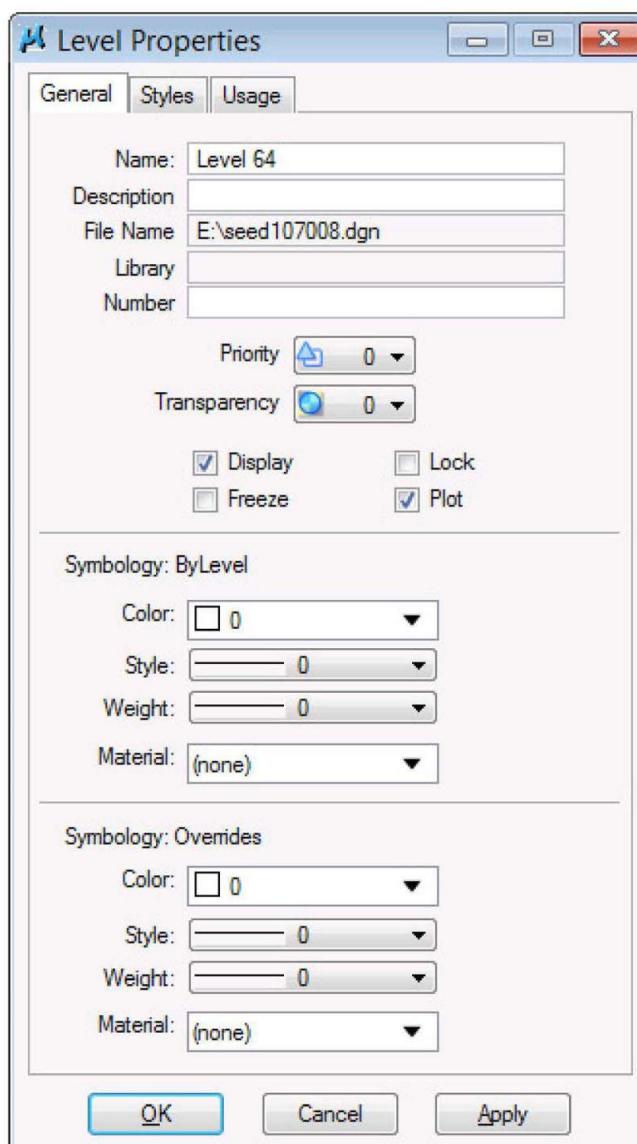 Level Properties
General Styles Usage
Name: Level 64
Description
File Name E:\seed107008.dgn
Library
Number
Priority 0
Transparency 0
Display Lock
Freeze Plot
Symbology: ByLevel
Color: 0
Style: 0
Weight: 0
Material: (none)
Symbology: Overrides
Color: 0
Style: 0
Weight: 0
Material: (none)
OK Cancel Apply